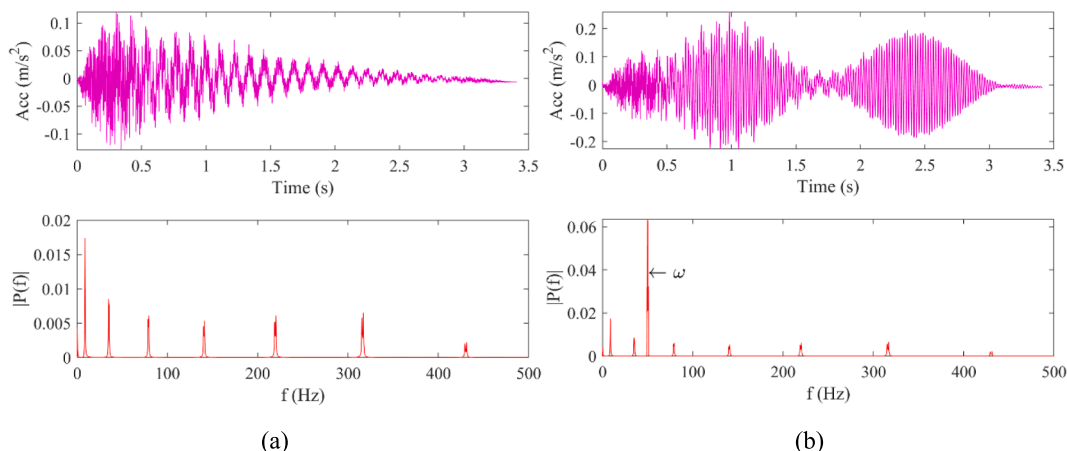 0.1
0.05
0
-0.05
-0.1
Acc (m/s²)
0 0.5 1 1.5 2 2.5 3 3.5
Time (s)
0.2
0.1
0
-0.1
-0.2
Acc (m/s²)
0 0.5 1 1.5 2 2.5 3 3.5
Time (s)
0.02
0.015
0.01
0.005
0
|P(f)|
0 100 200 300 400 500
f (Hz)
0.06
0.04
0.02
0
|P(f)|
← ω
0 100 200 300 400 500
f (Hz)
(a)
(b)